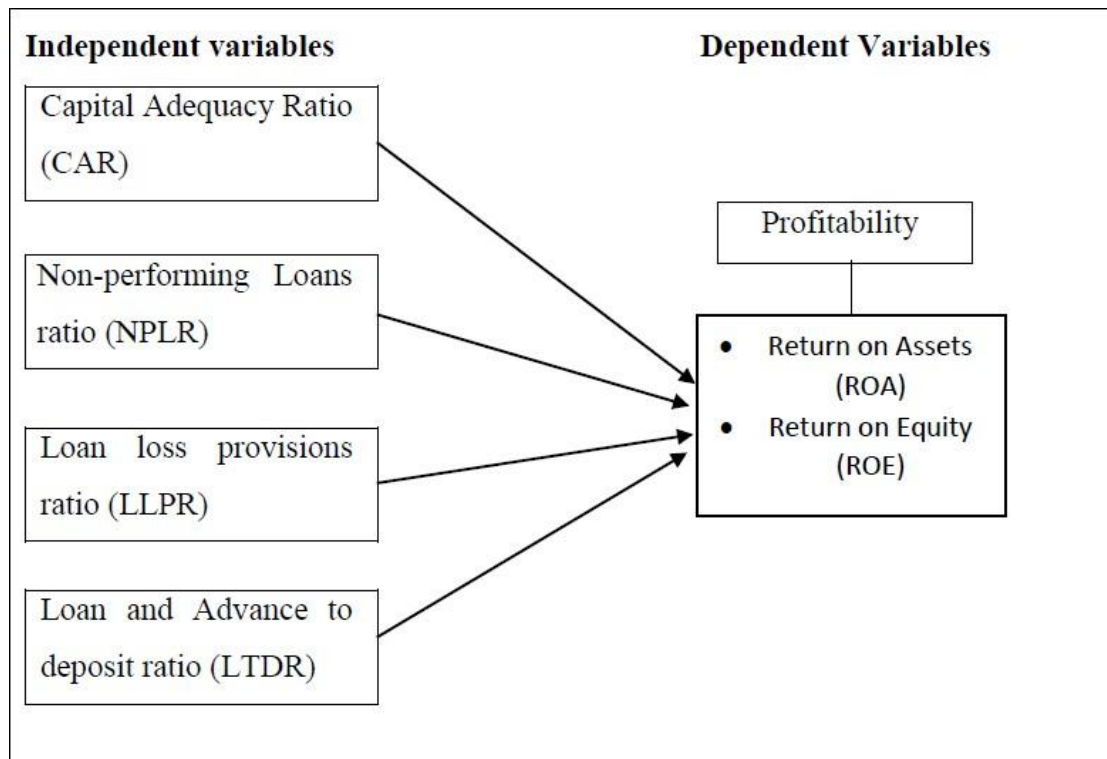 Independent variables
Dependent Variables
Capital Adequacy Ratio
(CAR)
Non-performing Loans
ratio (NPLR)
Loan loss provisions
ratio (LLPR)
Loan and Advance to
deposit ratio (LTDR)
Profitability
• Return on Assets
(ROA)
• Return on Equity
(ROE)